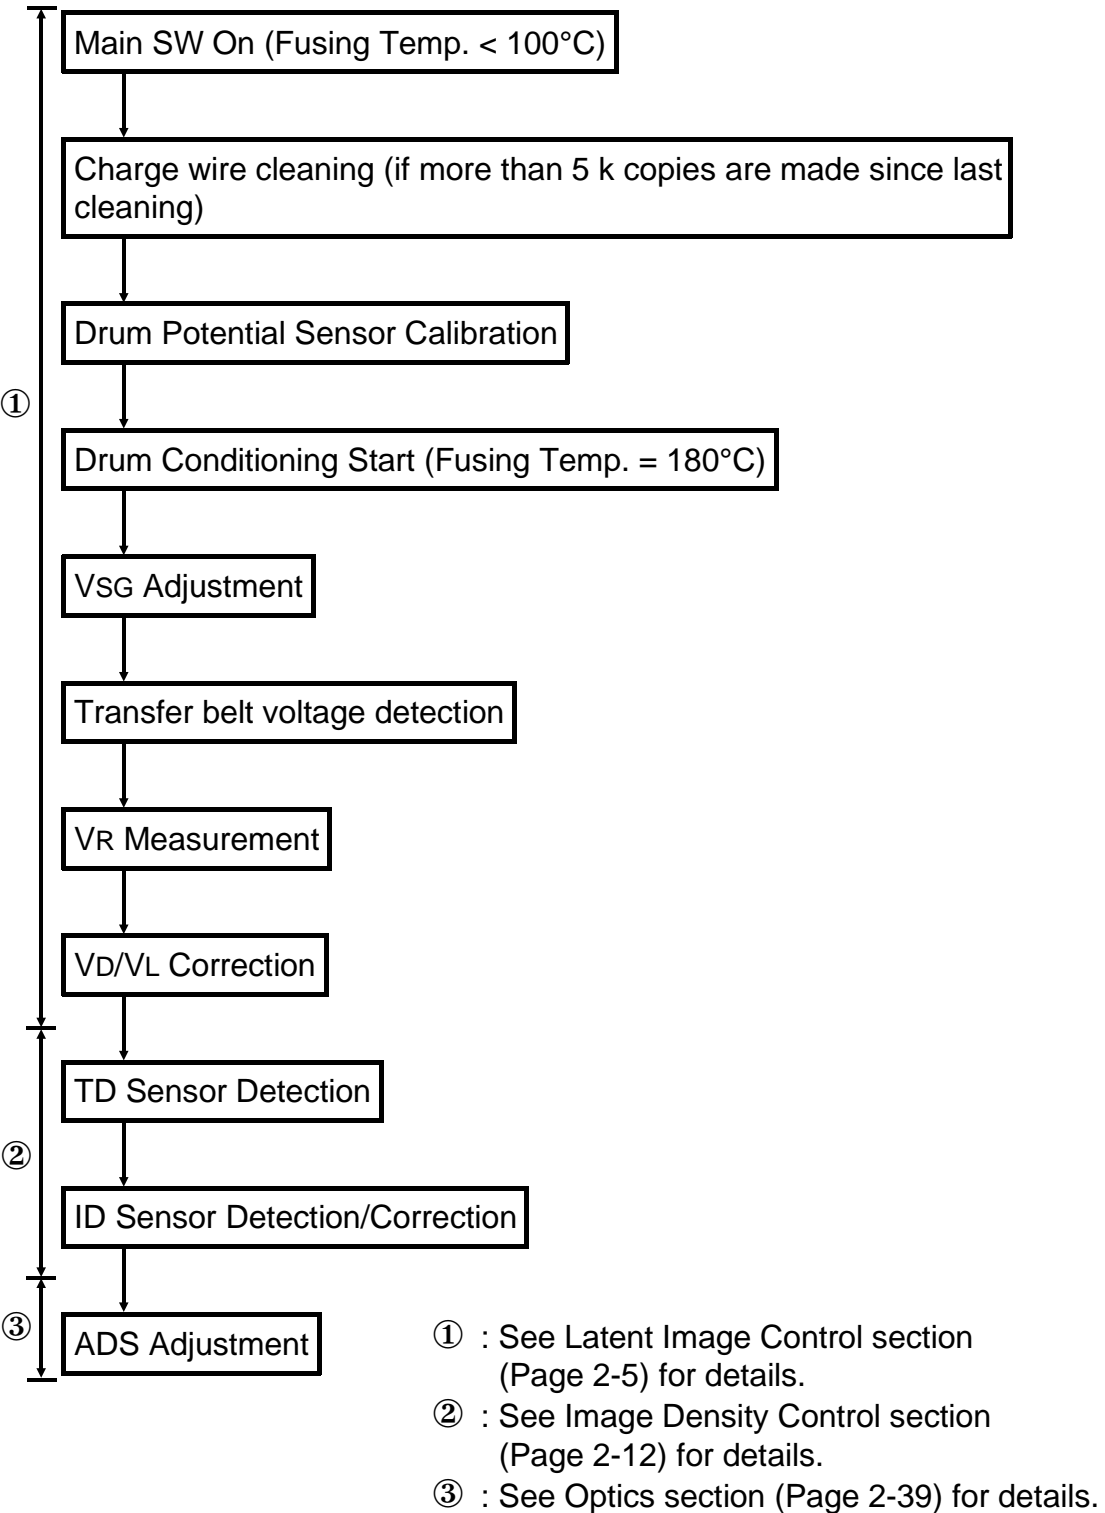 Main SW On (Fusing Temp. < 100°C)
Charge wire cleaning (if more than 5 k copies are made since last
cleaning)
Drum Potential Sensor Calibration
①
Drum Conditioning Start (Fusing Temp. = 180°C)
VSG Adjustment
Transfer belt voltage detection
VR Measurement
VD/VL Correction
TD Sensor Detection
②
ID Sensor Detection/Correction
③
ADS Adjustment
① : See Latent Image Control section
(Page 2-5) for details.
② : See Image Density Control section
(Page 2-12) for details.
③ : See Optics section (Page 2-39) for details.